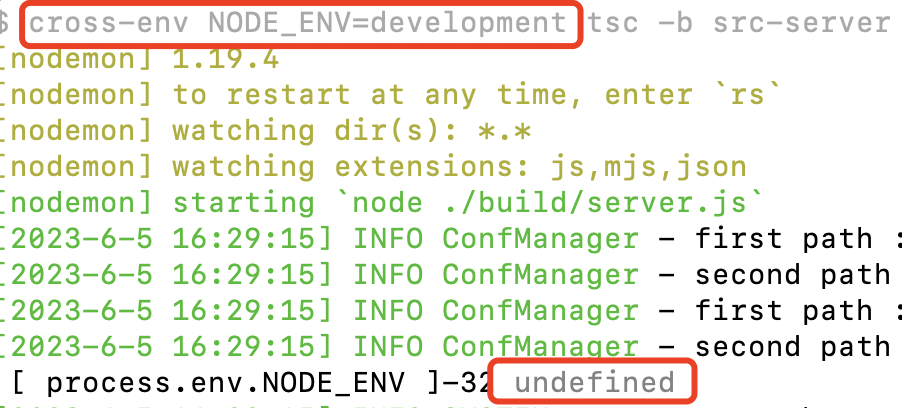 $ cross-env NODE_ENV=development tsc -b src-server
[nodemon] 1.19.4
[nodemon] to restart at any time, enter `rs`
[nodemon] watching dir(s): *.*
[nodemon] watching extensions: js,mjs,json
[nodemon] starting `node ./build/server.js`
[2023-6-5 16:29:15] INFO ConfManager - first path :
[2023-6-5 16:29:15] INFO ConfManager - second path
[2023-6-5 16:29:15] INFO ConfManager - first path :
[2023-6-5 16:29:15] INFO ConfManager - second path
[ process.env.NODE_ENV ]-32 undefined